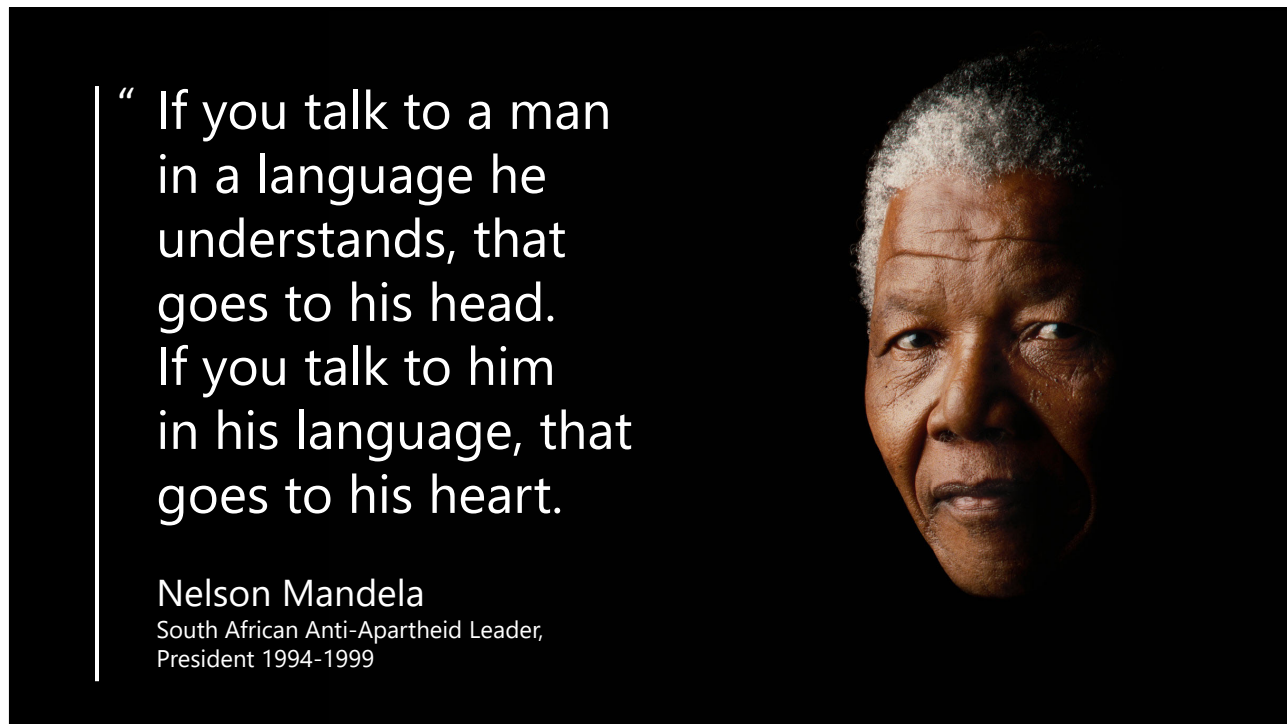 “ If you talk to a man
in a language he
understands, that
goes to his head.
If you talk to him
in his language, that
goes to his heart.
Nelson Mandela
South African Anti-Apartheid Leader,
President 1994-1999